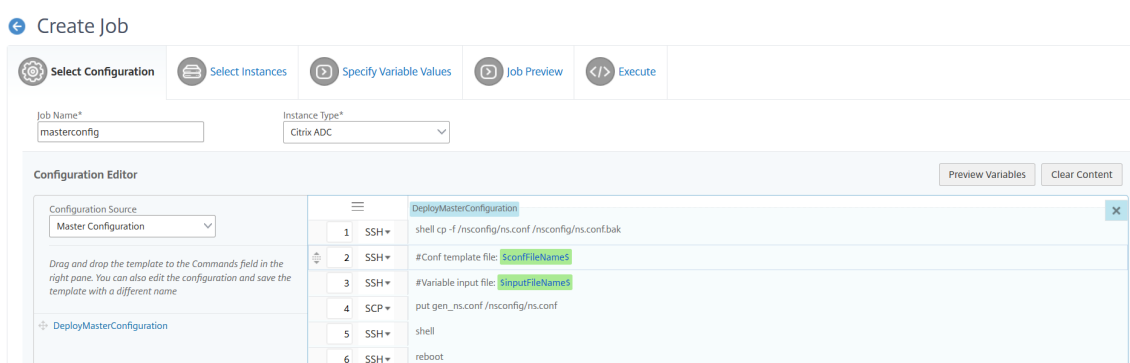 Create Job
Select Configuration
Select Instances
Specify Variable Values
Job Preview
Execute
Job Name*
Instance Type*
masterconfig
Citrix ADC
Configuration Editor
Preview Variables
Clear Content
Configuration Source
Master Configuration
Drag and drop the template to the Commands field in the
right pane. You can also edit the configuration and save the
template with a different name
DeployMasterConfiguration
DeployMasterConfiguration
1 SSH shell cp -f /nsconfig/ns.conf /nsconfig/ns.conf.bak
2 SSH #Conf template file: $confFileName$
3 SSH #Variable input file: $inputFileName$
4 SCP put gen_ns.conf /nsconfig/ns.conf
5 SSH shell
6 SSH reboot